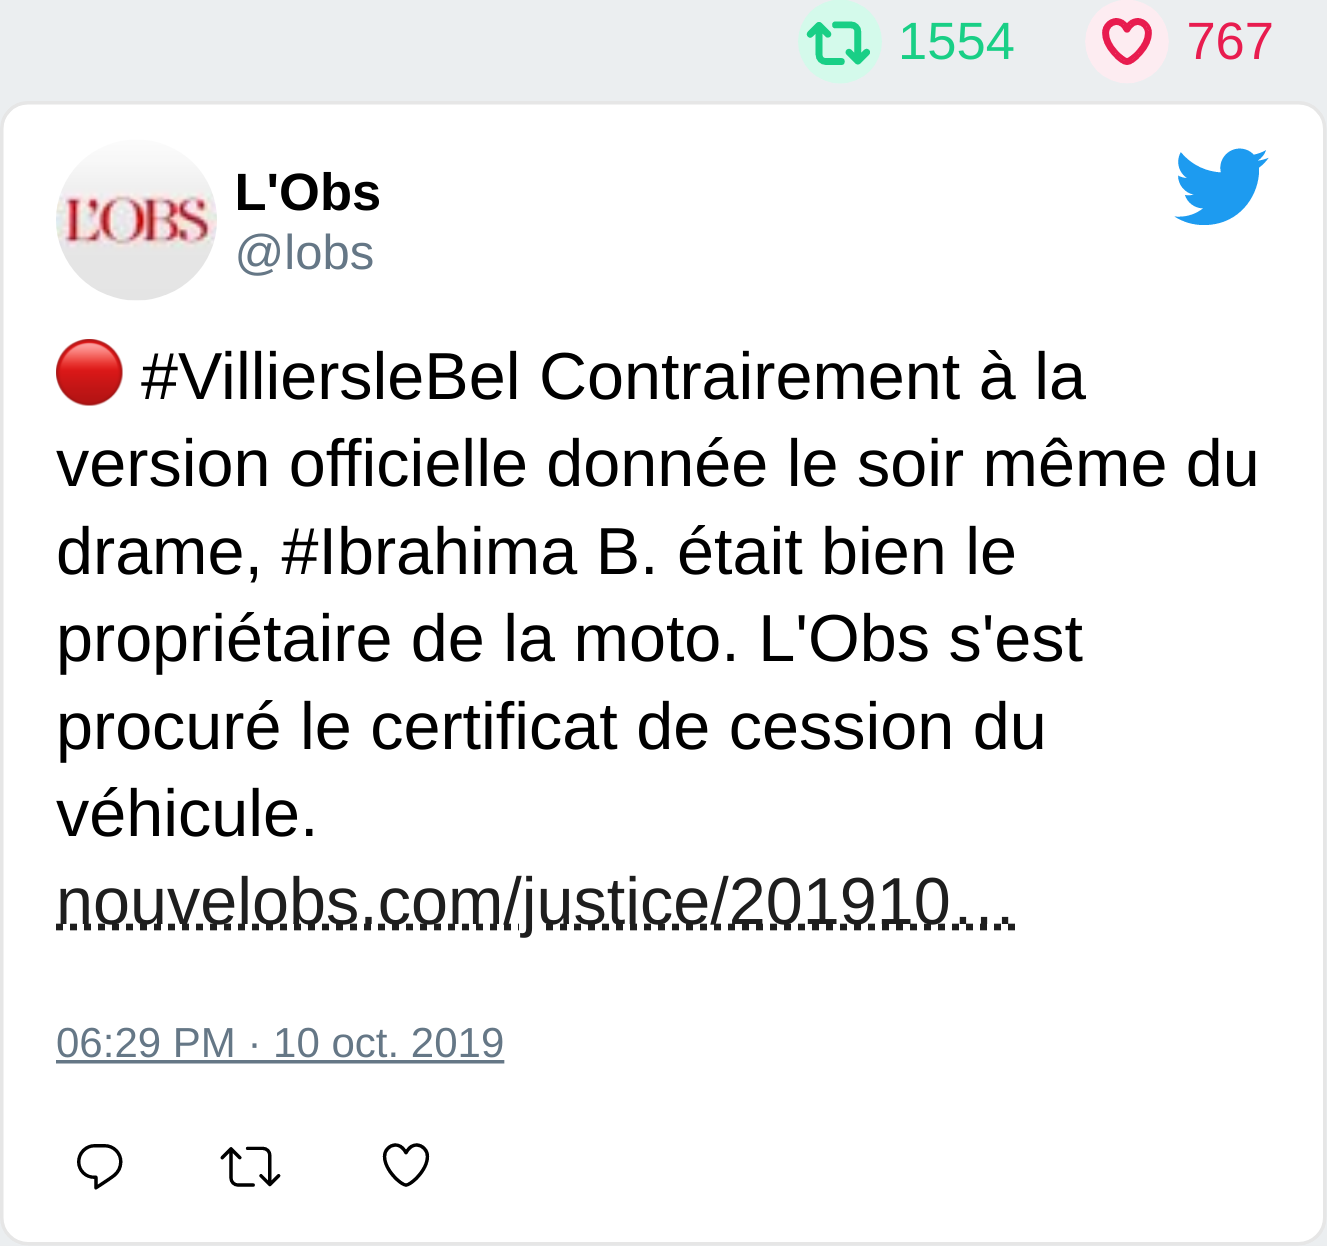 1554 767
L'OBS
L'Obs
@lobs
🔴 #VilliersleBel Contrairement à la
version officielle donnée le soir même du
drame, #Ibrahima B. était bien le
propriétaire de la moto. L'Obs s'est
procuré le certificat de cession du
véhicule.
nouvelobs.com/justice/201910…
06:29 PM · 10 oct. 2019